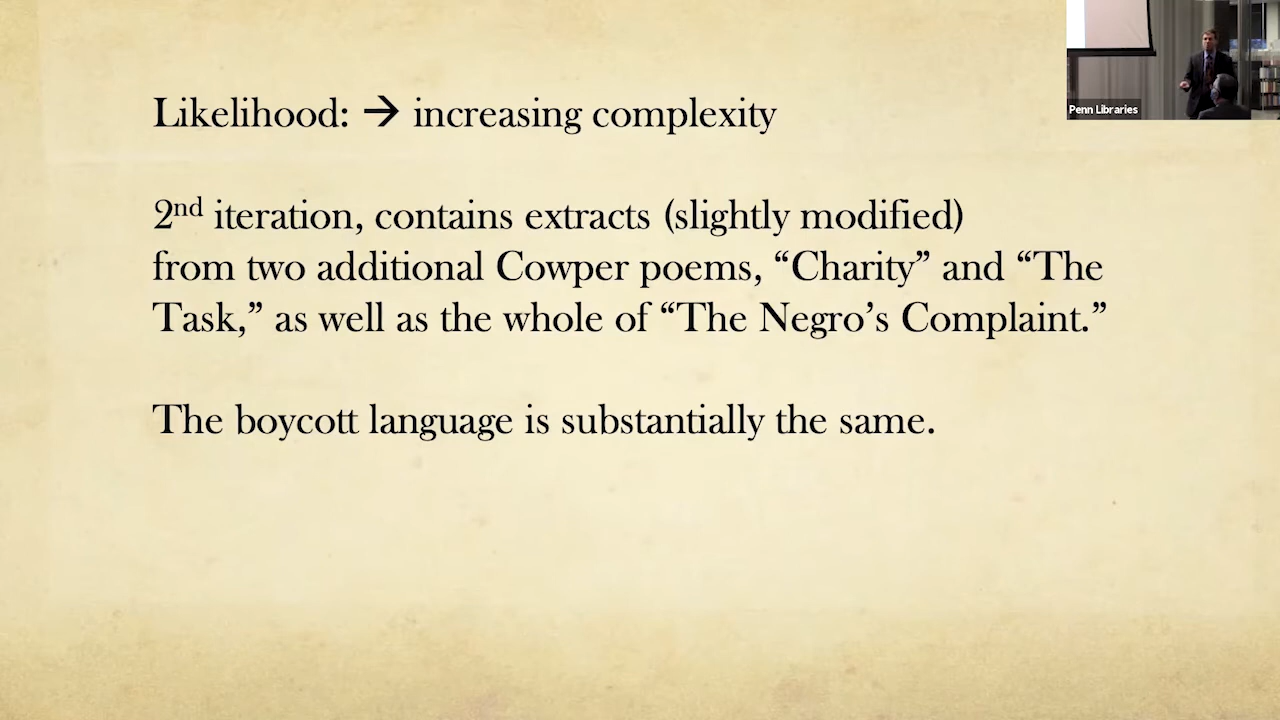 Likelihood: → increasing complexity
2nd iteration, contains extracts (slightly modified)
from two additional Cowper poems, “Charity” and “The
Task,” as well as the whole of “The Negro’s Complaint.”
The boycott language is substantially the same.
Penn Libraries